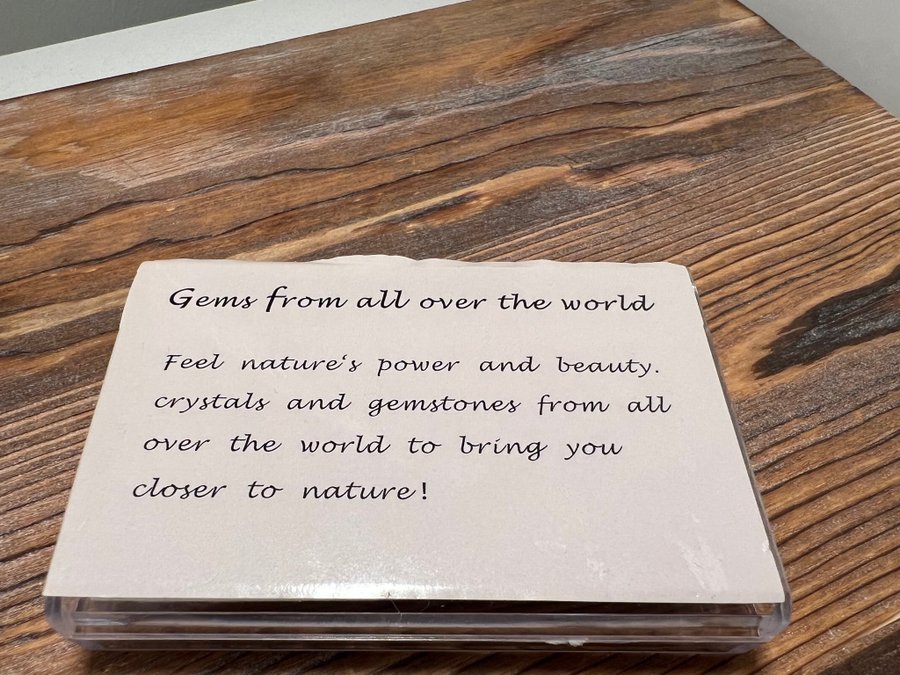 Gems from all over the world
Feel nature‘s power and beauty.
crystals and gemstones from all
over the world to bring you
closer to nature!